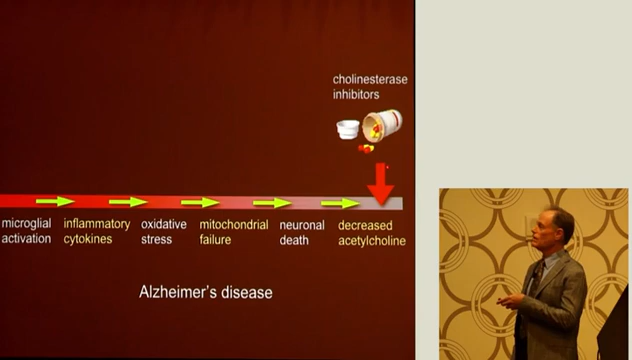 cholinesterase
inhibitors
microglial
activation
inflammatory
cytokines
oxidative
stress
mitochondrial
failure
neuronal
death
decreased
acetylcholine
Alzheimer's disease